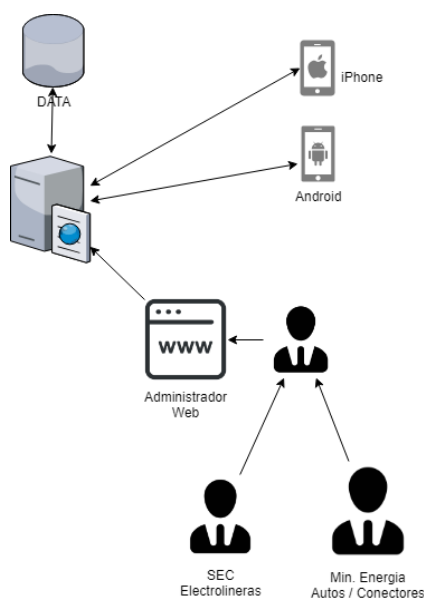 DATA
iPhone
Android
www
Administrador
Web
SEC
Electrolineras
Min. Energia
Autos / Conectores